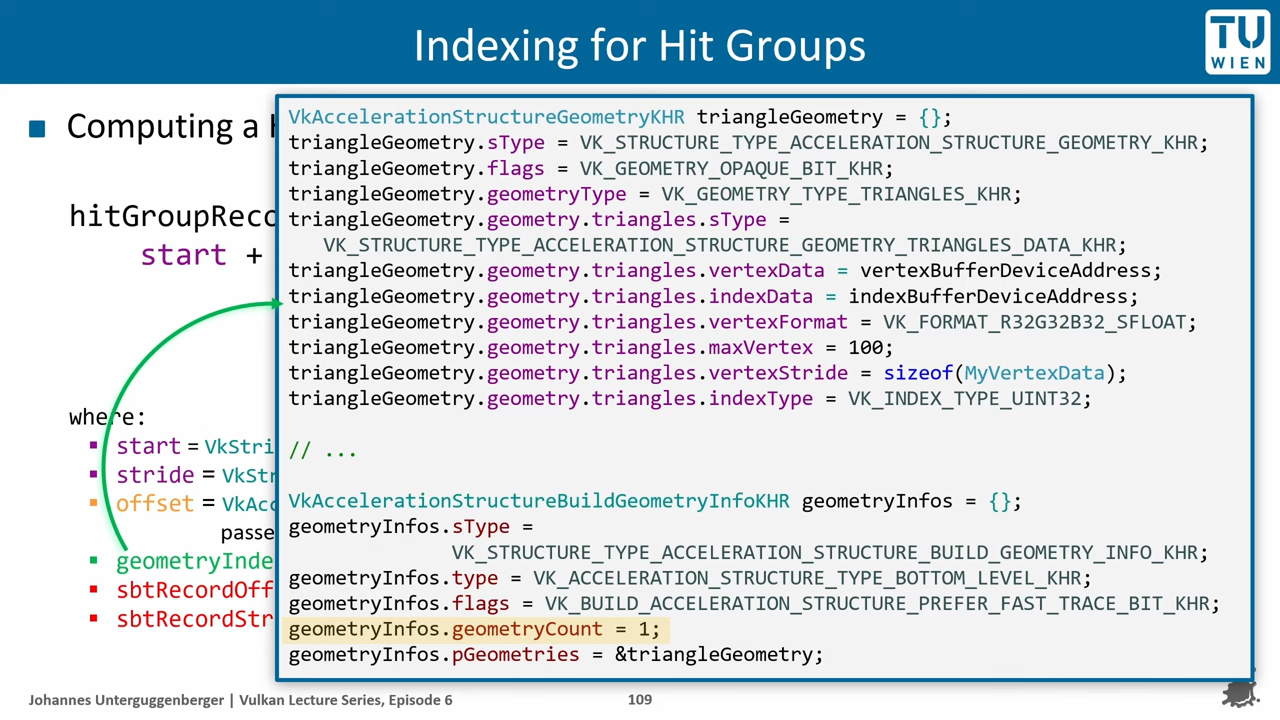 Indexing for Hit Groups
TU
WIEN
Computing a
hitGroupReco
start +
where:
start = VkStri
stride = VkStr
offset = VkAcc
passe
geometryInde
sbtRecordOff
sbtRecordStr
VkAccelerationStructureGeometryKHR triangleGeometry = {};
triangleGeometry.sType = VK_STRUCTURE_TYPE_ACCELERATION_STRUCTURE_GEOMETRY_KHR;
triangleGeometry.flags = VK_GEOMETRY_OPAQUE_BIT_KHR;
triangleGeometry.geometryType = VK_GEOMETRY_TYPE_TRIANGLES_KHR;
triangleGeometry.geometry.triangles.sType =
VK_STRUCTURE_TYPE_ACCELERATION_STRUCTURE_GEOMETRY_TRIANGLES_DATA_KHR;
triangleGeometry.geometry.triangles.vertexData = vertexBufferDeviceAddress;
triangleGeometry.geometry.triangles.indexData = indexBufferDeviceAddress;
triangleGeometry.geometry.triangles.vertexFormat = VK_FORMAT_R32G32B32_SFLOAT;
triangleGeometry.geometry.triangles.maxVertex = 100;
triangleGeometry.geometry.triangles.vertexStride = sizeof(MyVertexData);
triangleGeometry.geometry.triangles.indexType = VK_INDEX_TYPE_UINT32;
// ...
VkAccelerationStructureBuildGeometryInfoKHR geometryInfos = {};
geometryInfos.sType =
VK_STRUCTURE_TYPE_ACCELERATION_STRUCTURE_BUILD_GEOMETRY_INFO_KHR;
geometryInfos.type = VK_ACCELERATION_STRUCTURE_TYPE_BOTTOM_LEVEL_KHR;
geometryInfos.flags = VK_BUILD_ACCELERATION_STRUCTURE_PREFER_FAST_TRACE_BIT_KHR;
geometryInfos.geometryCount = 1;
geometryInfos.pGeometries = &triangleGeometry;
Johannes Unterguggenberger | Vulkan Lecture Series, Episode 6
109